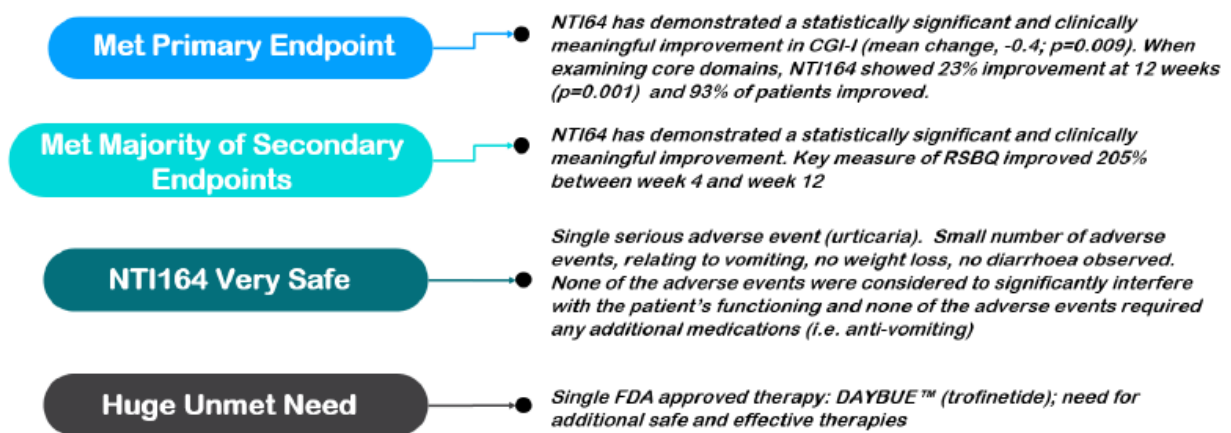 Met Primary Endpoint
NTI64 has demonstrated a statistically significant and clinically
meaningful improvement in CGI-I (mean change, -0.4; p=0.009). When
examining core domains, NTI164 showed 23% improvement at 12 weeks
(p=0.001) and 93% of patients improved.
Met Majority of Secondary
Endpoints
NTI64 has demonstrated a statistically significant and clinically
meaningful improvement. Key measure of RSBQ improved 205%
between week 4 and week 12
NTI164 Very Safe
Single serious adverse event (urticaria). Small number of adverse
events, relating to vomiting, no weight loss, no diarrhoea observed.
None of the adverse events were considered to significantly interfere
with the patient's functioning and none of the adverse events required
any additional medications (i.e. anti-vomiting)
Huge Unmet Need
Single FDA approved therapy: DAYBUE™ (trofinetide); need for
additional safe and effective therapies